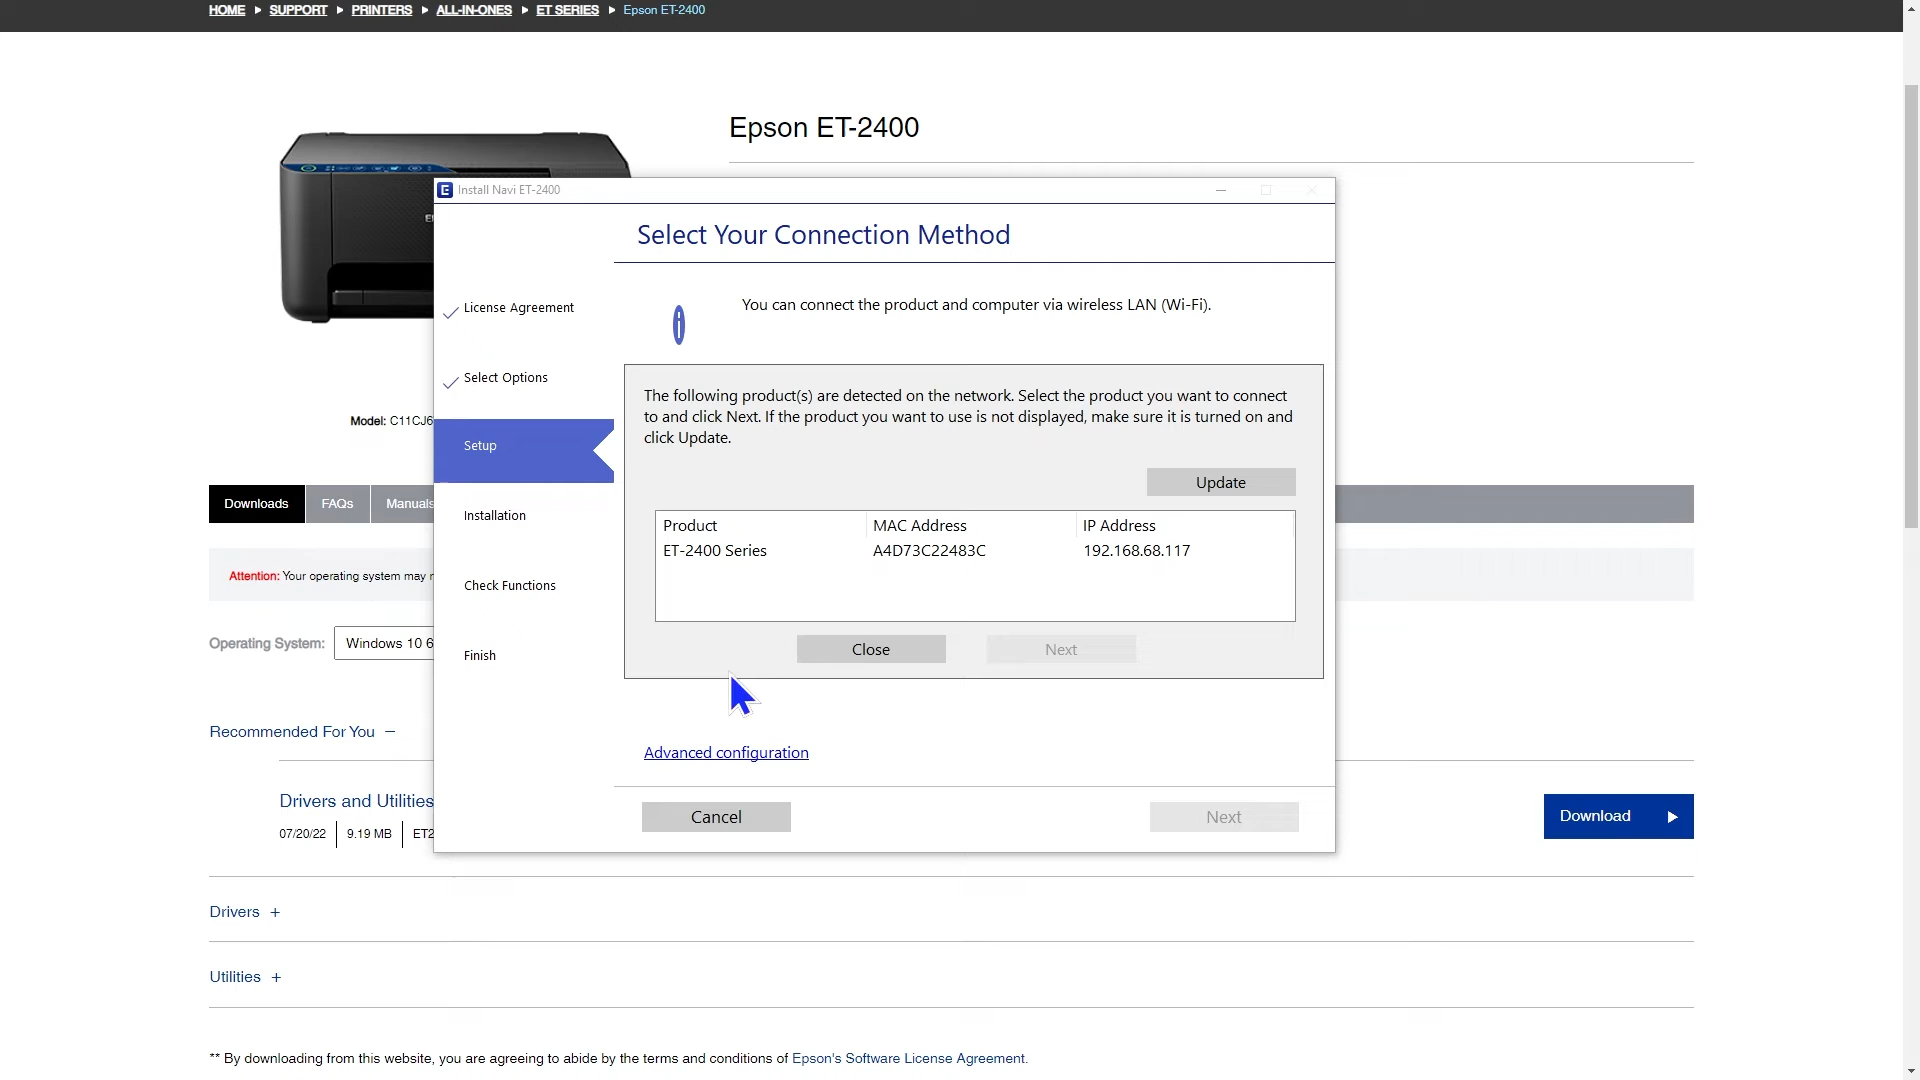 HOME SUPPORT PRINTERS ALL-IN-ONES ET SERIES Epson ET-2400
Epson ET-2400
E Install Navi ET-2400
Select Your Connection Method
License Agreement
Select Options
Setup
Installation
Check Functions
Finish
You can connect the product and computer via wireless LAN (Wi-Fi).
The following product(s) are detected on the network. Select the product you want to connect
to and click Next. If the product you want to use is not displayed, make sure it is turned on and
click Update.
Update
Product MAC Address IP Address
ET-2400 Series A4D73C22483C 192.168.68.117
Close Next
Advanced configuration
Cancel Next
Model: C11CJ6
Downloads FAQs Manuals
Attention: Your operating system may
Operating System: Windows 10 6
Recommended For You −
Drivers and Utilities
07/20/22 9.19 MB ET2
Download
Drivers +
Utilities +
** By downloading from this website, you are agreeing to abide by the terms and conditions of Epson's Software License Agreement.